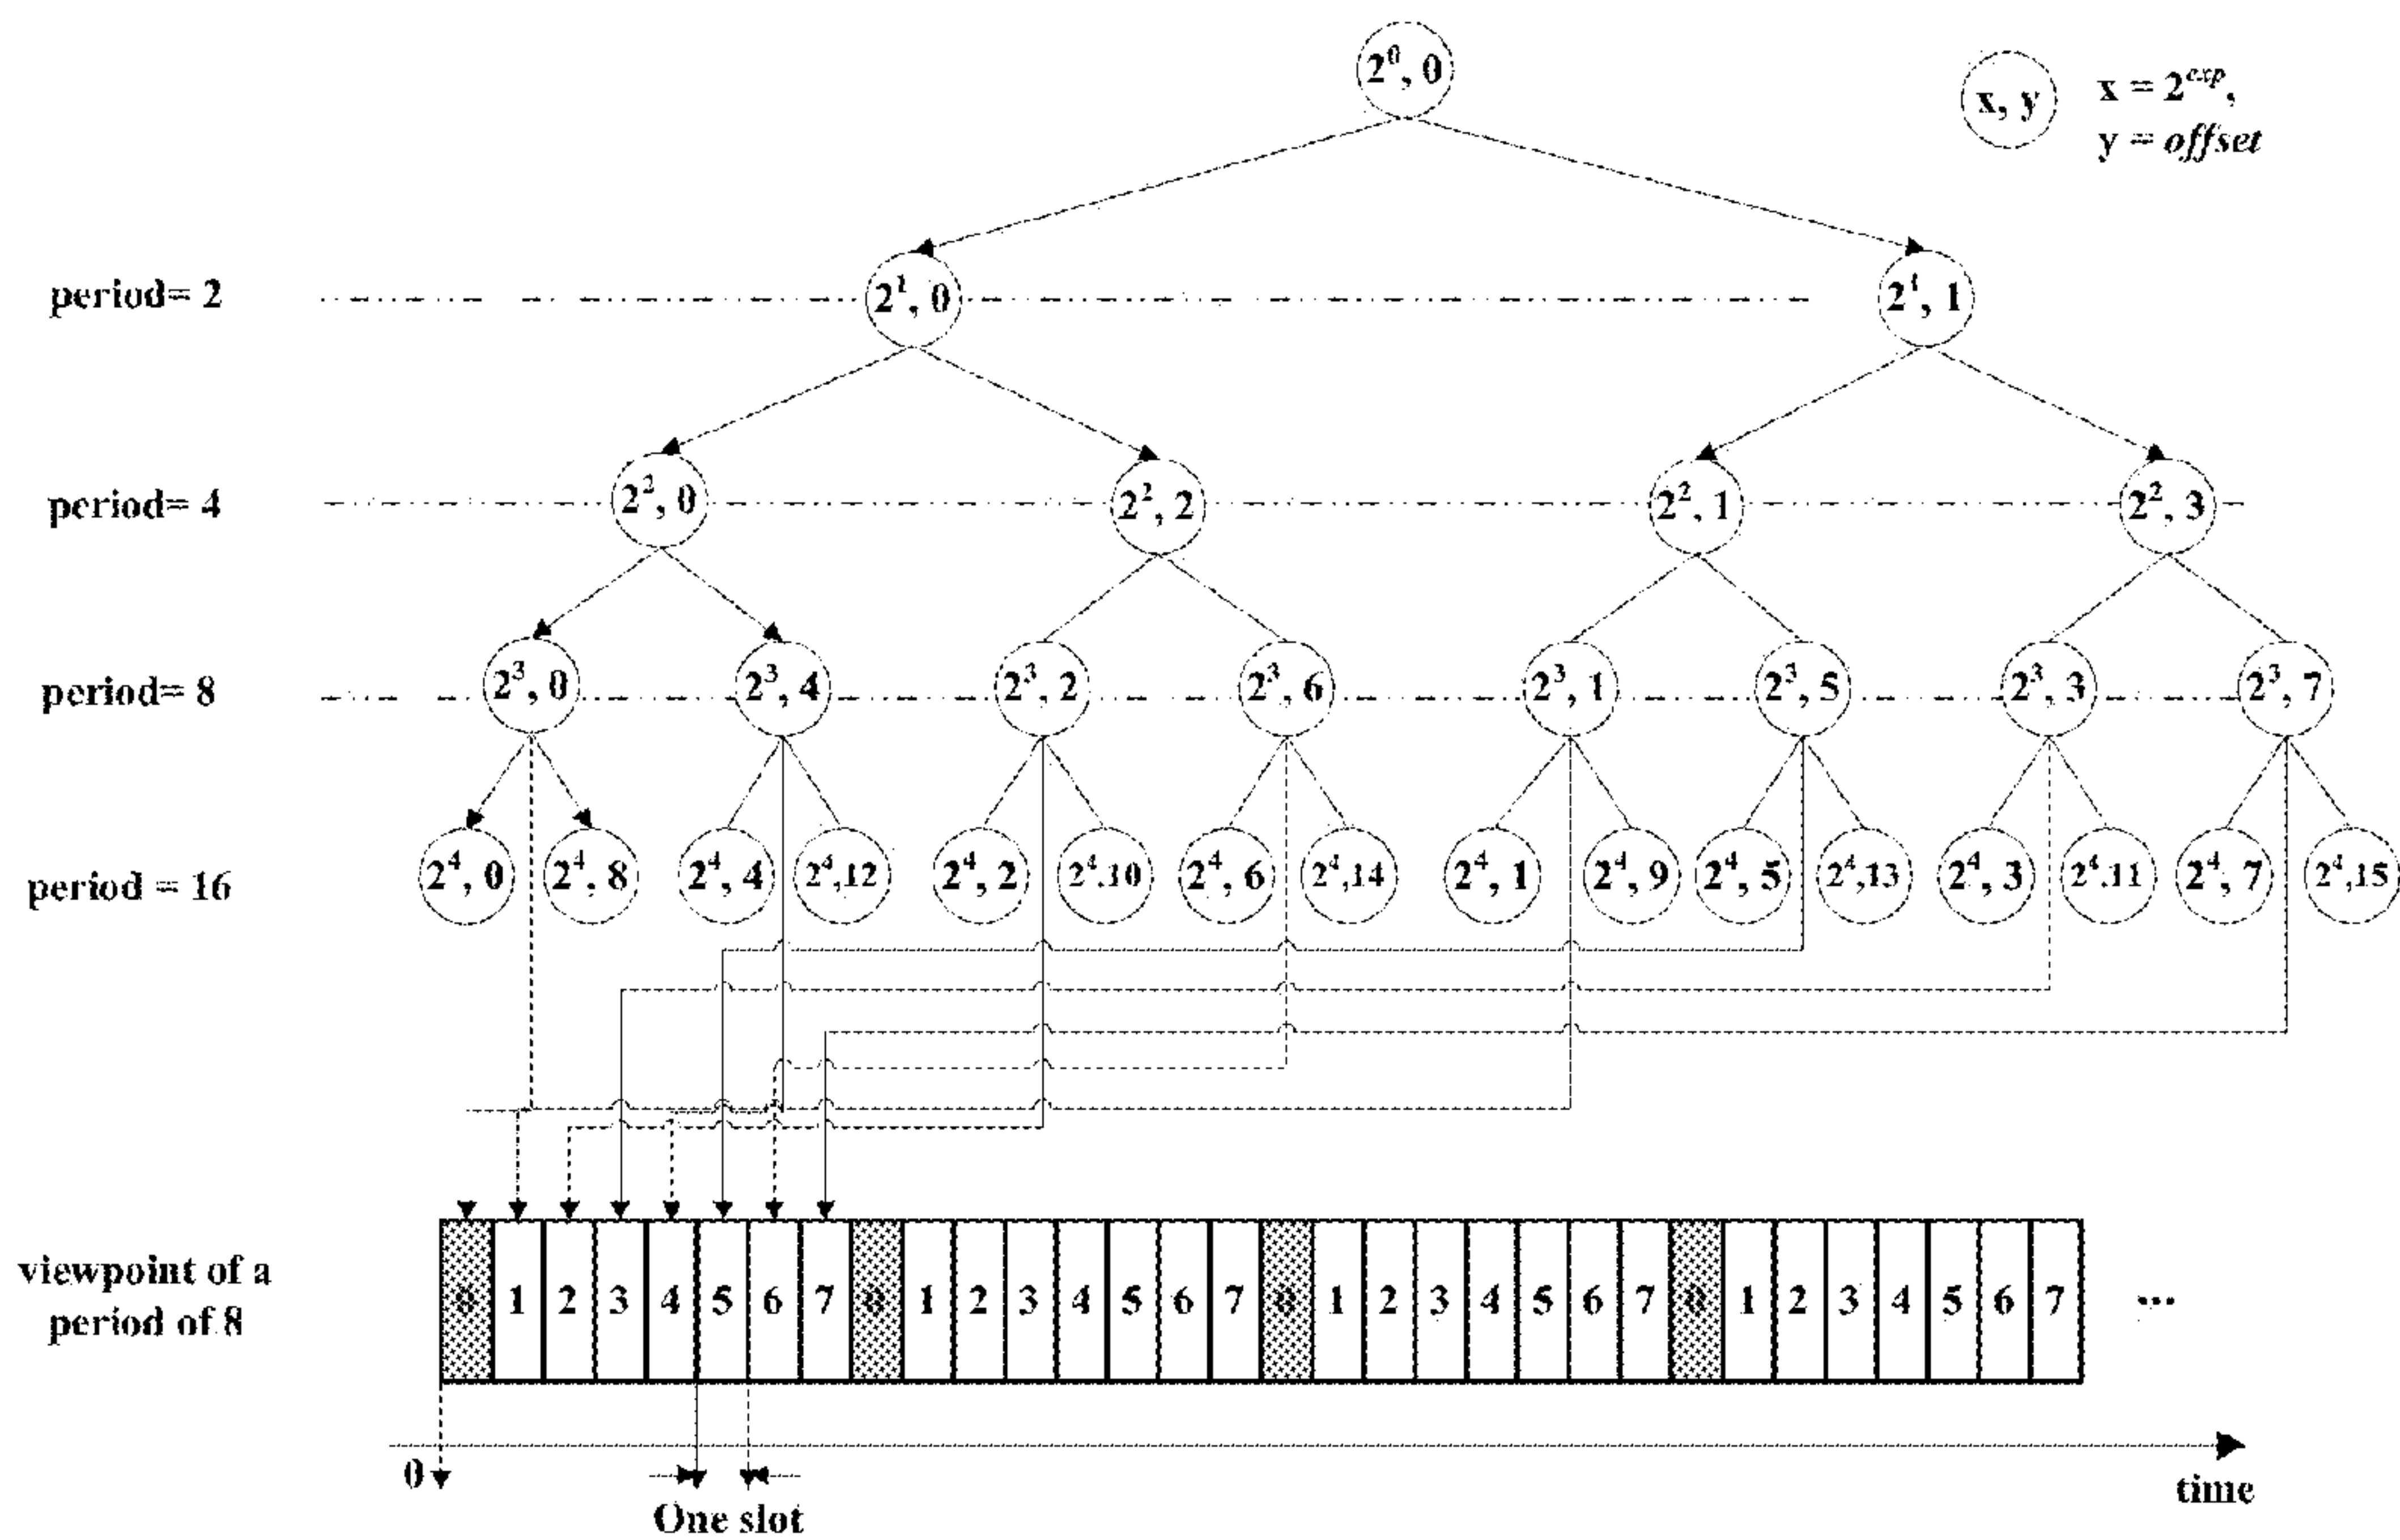 2⁰, 0
x, y
x = 2ᵉˣᵖ,
y = offset
period= 2
2¹, 0
2¹, 1
period= 4
2², 0
2², 2
2², 1
2², 3
period= 8
2³, 0
2³, 4
2³, 2
2³, 6
2³, 1
2³, 5
2³, 3
2³, 7
period = 16
2⁴, 0
2⁴, 8
2⁴, 4
2⁴,12
2⁴, 2
2⁴.10
2⁴, 6
2⁴,14
2⁴, 1
2⁴, 9
2⁴, 5
2⁴,13
2⁴, 3
2⁴.11
2⁴, 7
2⁴,15
viewpoint of a
period of 8
0 1 2 3 4 5 6 7 0 1 2 3 4 5 6 7 0 1 2 3 4 5 6 7 0 1 2 3 4 5 6 7 ...
0
One slot
time